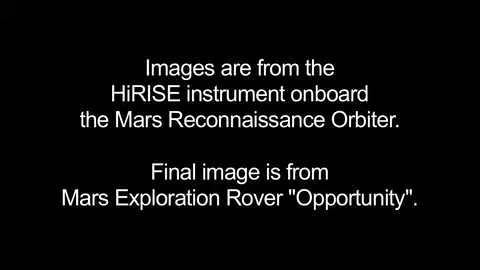 Images are from the
HiRISE instrument onboard
the Mars Reconnaissance Orbiter.
Final image is from
Mars Exploration Rover "Opportunity".